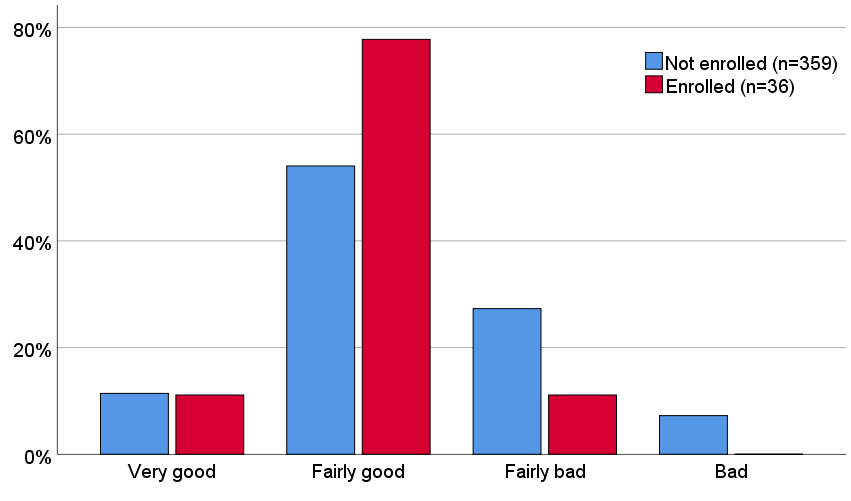 80%
60%
40%
20%
0%
Not enrolled (n=359)
Enrolled (n=36)
Very good
Fairly good
Fairly bad
Bad